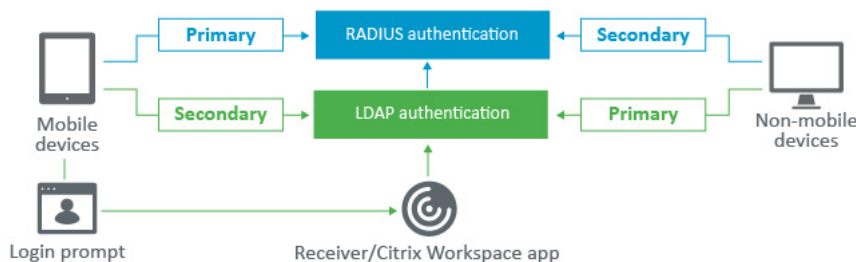 Primary
RADIUS authentication
Secondary
Secondary
LDAP authentication
Primary
Mobile
devices
Non-mobile
devices
Login prompt
Receiver/Citrix Workspace app